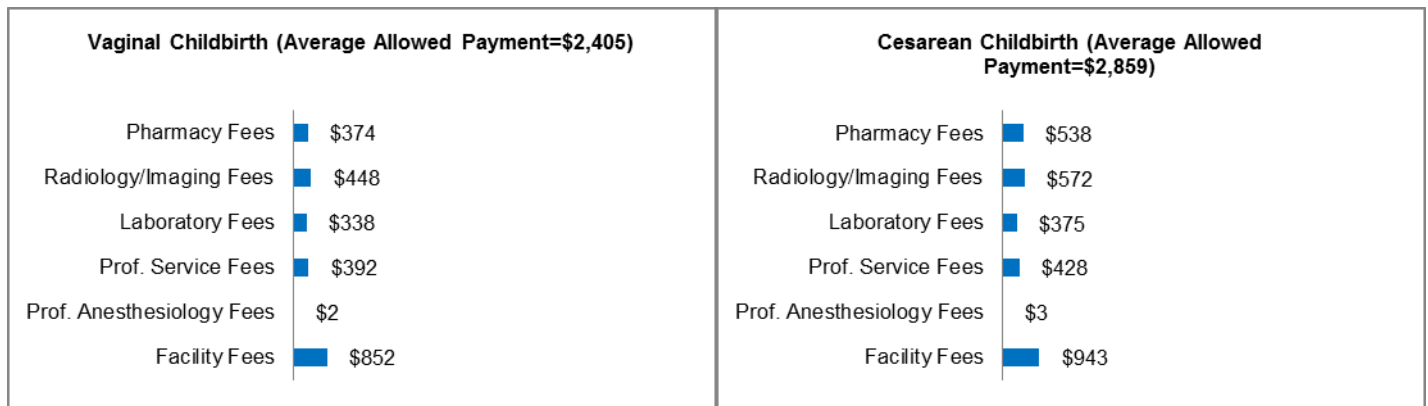 Vaginal Childbirth (Average Allowed Payment=$2,405)
Pharmacy Fees $374
Radiology/Imaging Fees $448
Laboratory Fees $338
Prof. Service Fees $392
Prof. Anesthesiology Fees $2
Facility Fees $852
Cesarean Childbirth (Average Allowed
Payment=$2,859)
Pharmacy Fees $538
Radiology/Imaging Fees $572
Laboratory Fees $375
Prof. Service Fees $428
Prof. Anesthesiology Fees $3
Facility Fees $943